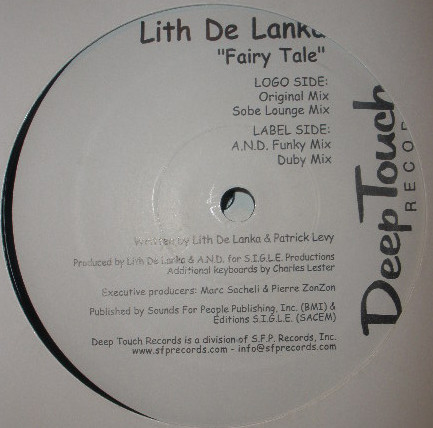 Lith De Lanka
"Fairy Tale"
LOGO SIDE:
Original Mix
Sobe Lounge Mix
LABEL SIDE:
A.N.D. Funky Mix
Duby Mix
Written by Lith De Lanka & Patrick Levy
Produced by Lith De Lanka & A.N.D. for S.I.G.L.E. Productions
Additional keyboards by Charles Lester
Executive producers: Marc Sacheli & Pierre ZonZon
Published by Sounds For People Publishing, Inc. (BMI) &
Editions S.I.G.L.E. (SACEM)
Deep Touch Records is a division of S.F.P. Records, Inc.
www.sfprecords.com - info@sfprecords.com
Deep Touch
RECOR